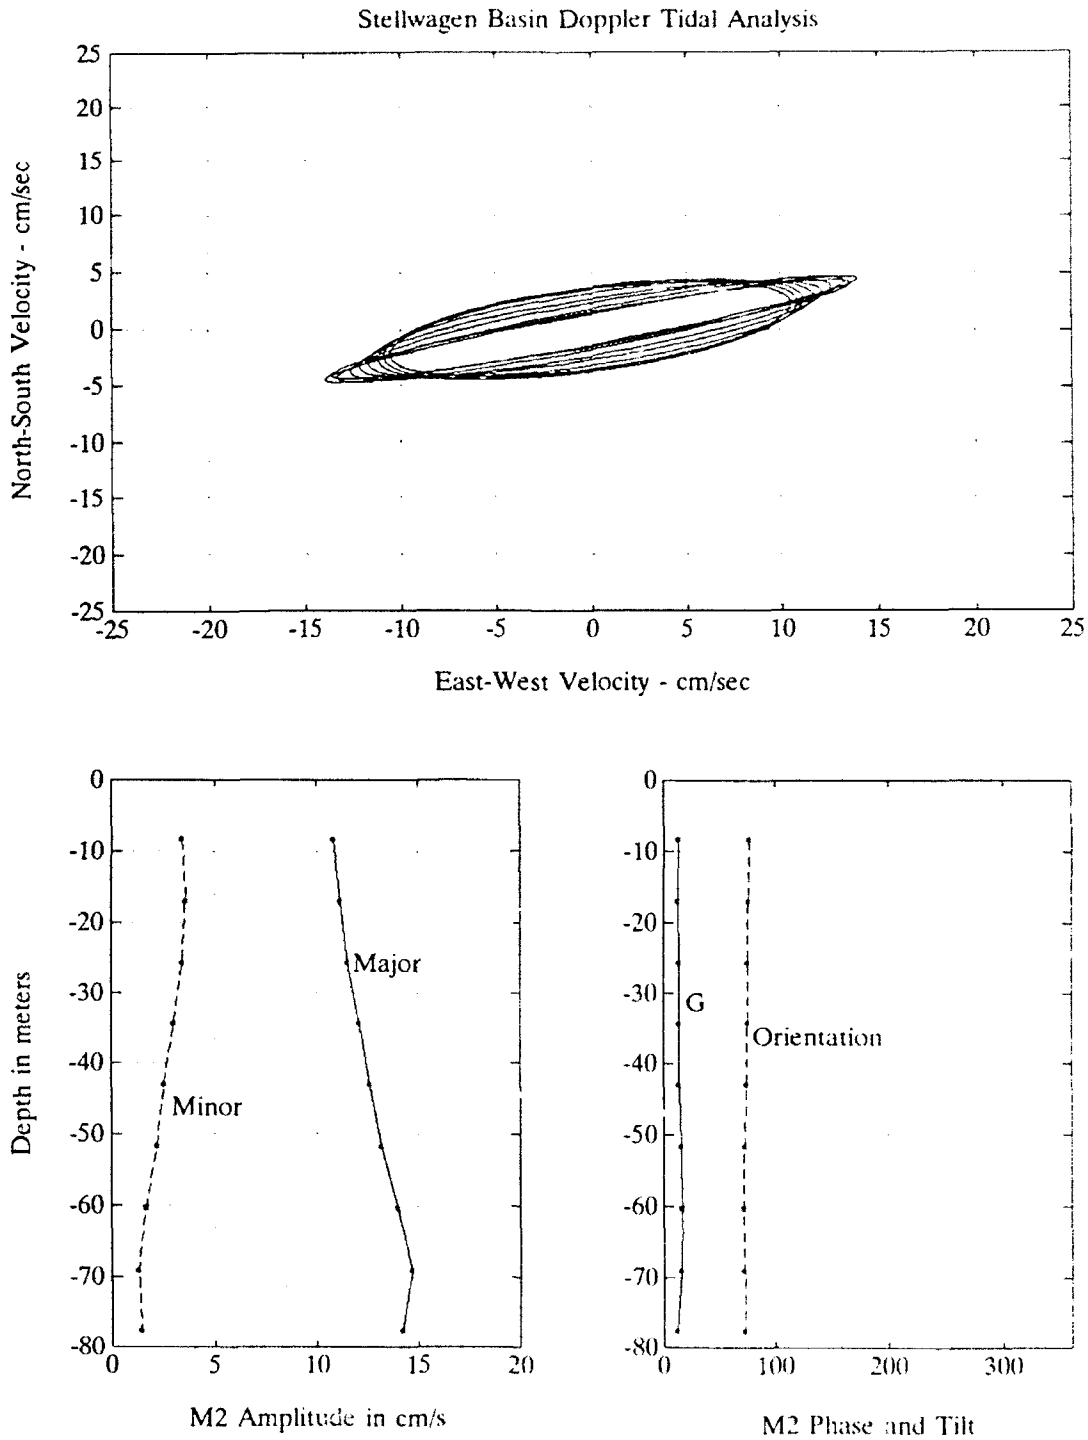 Stellwagen Basin Doppler Tidal Analysis
25
20
15
10
5
0
-5
-10
-15
-20
-25
North-South Velocity - cm/sec
-25 -20 -15 -10 -5 0 5 10 15 20 25
East-West Velocity - cm/sec
0
-10
-20
-30
-40
-50
-60
-70
-80
Depth in meters
Major
Minor
0 5 10 15 20
M2 Amplitude in cm/s
0
-10
-20
-30
-40
-50
-60
-70
-80
G
Orientation
0 100 200 300
M2 Phase and Tilt